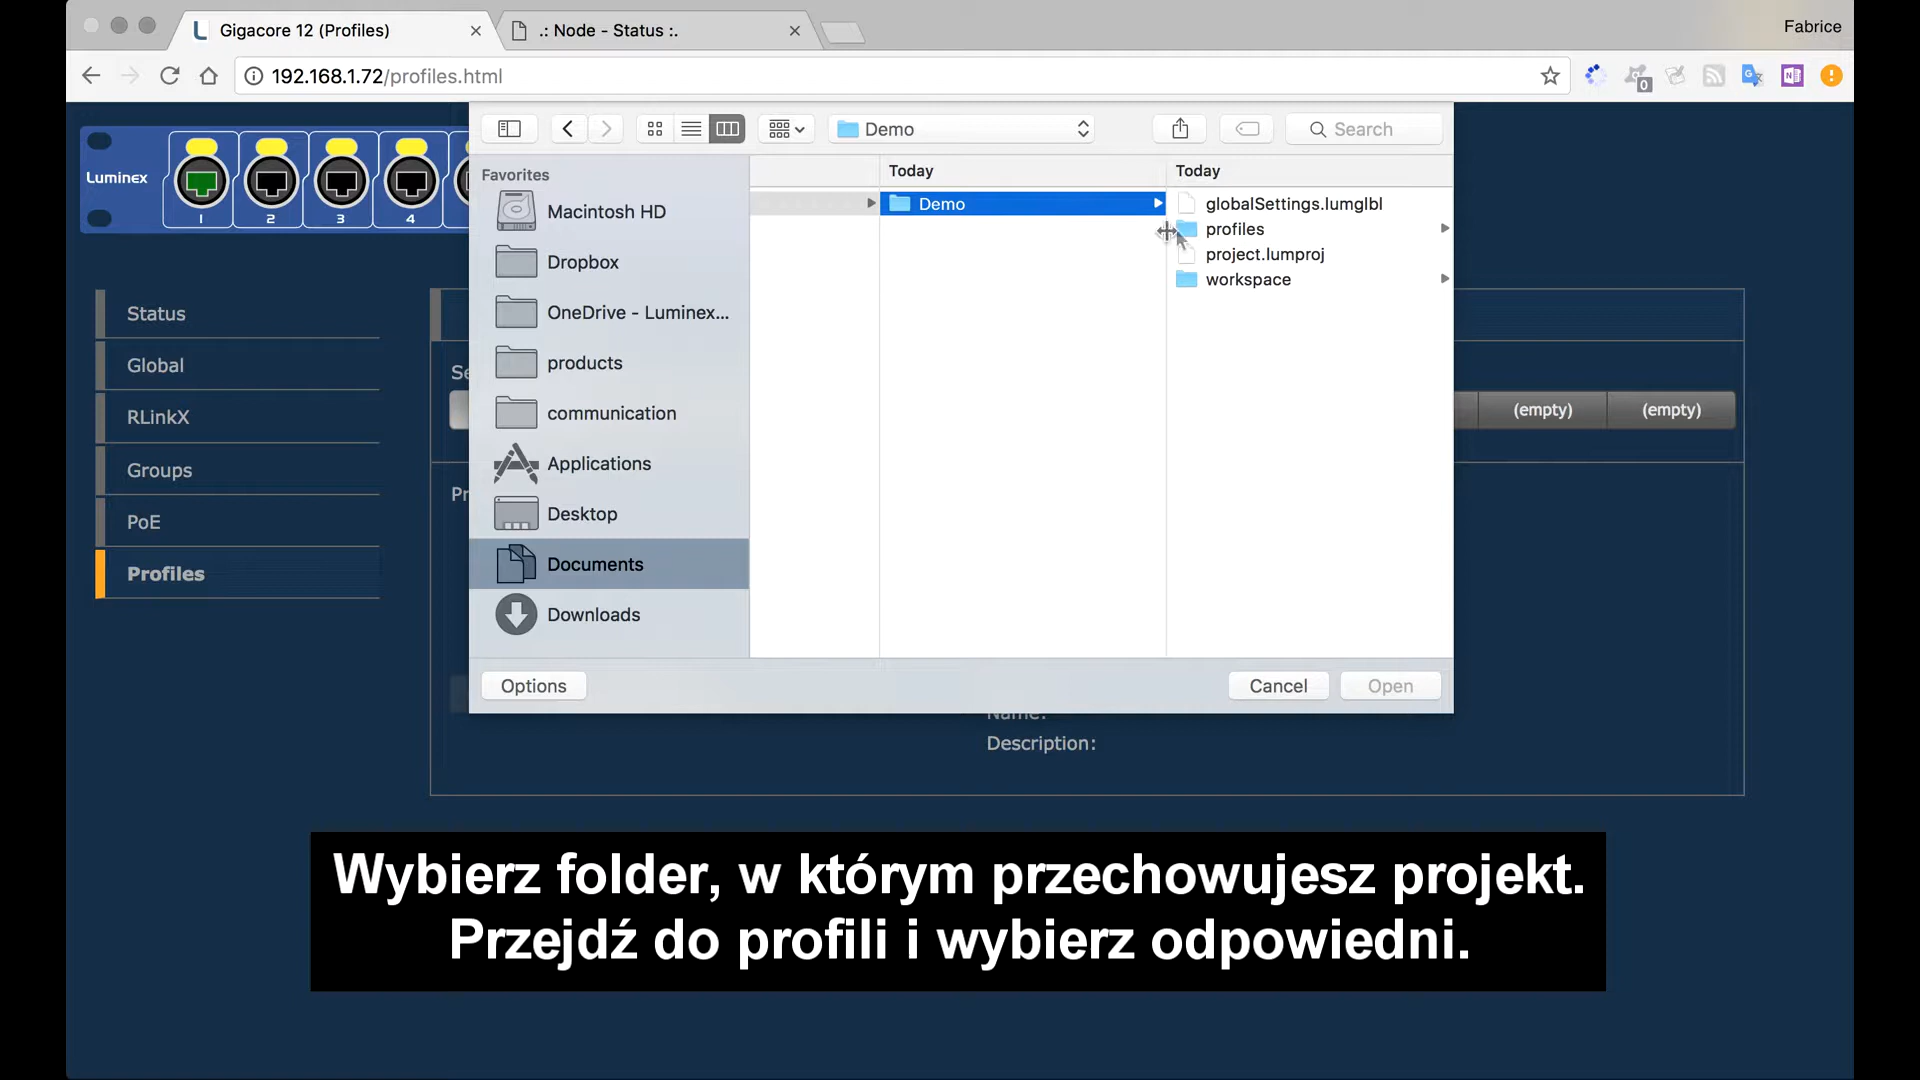 Gigacore 12 (Profiles)
.: Node - Status :.
Fabrice
192.168.1.72/profiles.html
0
Demo
Search
Luminex
1 2 3 4
Favorites
Macintosh HD
Dropbox
OneDrive - Luminex...
products
communication
Applications
Desktop
Documents
Downloads
Today
Demo
Today
globalSettings.lumglbl
profiles
project.lumproj
workspace
Status
Global
RLinkX
Groups
PoE
Profiles
(empty) (empty)
Options
Cancel
Open
Name:
Description:
Wybierz folder, w którym przechowujesz projekt.
Przejdź do profili i wybierz odpowiedni.